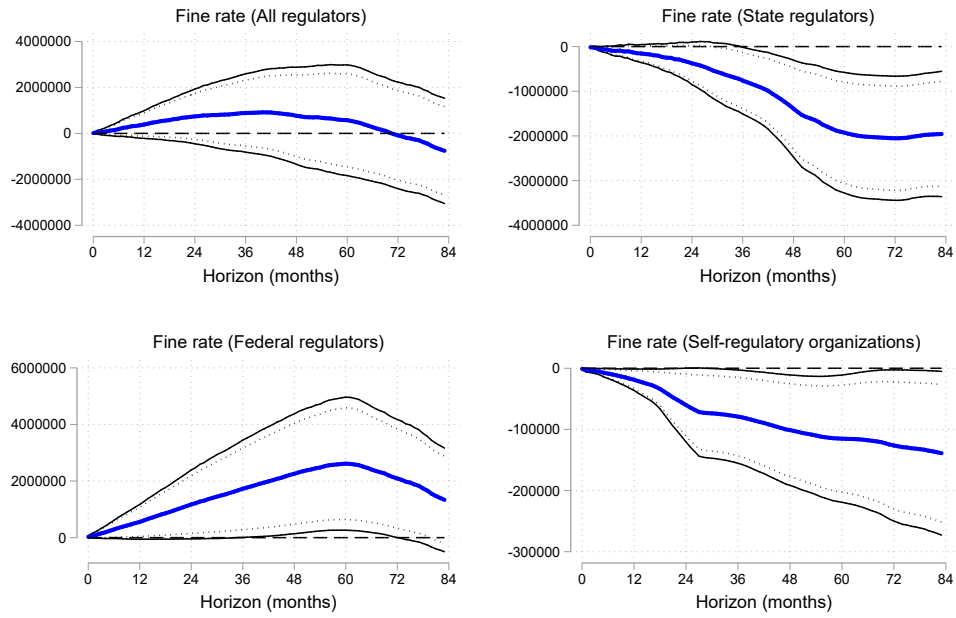 Fine rate (All regulators)
4000000
2000000
0
-2000000
-4000000
0 12 24 36 48 60 72 84
Horizon (months)
Fine rate (State regulators)
0
-1000000
-2000000
-3000000
-4000000
0 12 24 36 48 60 72 84
Horizon (months)
Fine rate (Federal regulators)
6000000
4000000
2000000
0
0 12 24 36 48 60 72 84
Horizon (months)
Fine rate (Self-regulatory organizations)
0
-100000
-200000
-300000
0 12 24 36 48 60 72 84
Horizon (months)